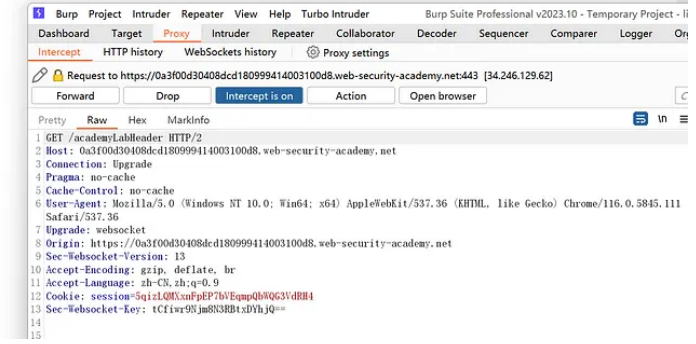 Burp Project Intruder Repeater View Help Turbo Intruder Burp Suite Professional v2023.10 - Temporary Project - li
Dashboard Target Proxy Intruder Repeater Collaborator Decoder Sequencer Comparer Logger Or
Intercept HTTP history WebSockets history Proxy settings
Request to https://0a3f00d30408dcd180999414003100d8.web-security-academy.net:443 [34.246.129.62]
Forward Drop Intercept is on Action Open browser
Pretty Raw Hex MarkInfo \n
1 GET /academyLabHeader HTTP/2
2 Host: 0a3f00d30408dcd180999414003100d8.web-security-academy.net
3 Connection: Upgrade
4 Pragma: no-cache
5 Cache-Control: no-cache
6 User-Agent: Mozilla/5.0 (Windows NT 10.0; Win64; x64) AppleWebKit/537.36 (KHTML, like Gecko) Chrome/116.0.5845.111
Safari/537.36
7 Upgrade: websocket
8 Origin: https://0a3f00d30408dcd180999414003100d8.web-security-academy.net
9 Sec-Websocket-Version: 13
10 Accept-Encoding: gzip, deflate, br
11 Accept-Language: zh-CN,zh;q=0.9
12 Cookie: session=5qizLQMXxnFpEP7bVEqmpQbWQG3VdRH4
13 Sec-Websocket-Key: tCfiwr9Njm8N3RBtxDYhjQ==
14
15